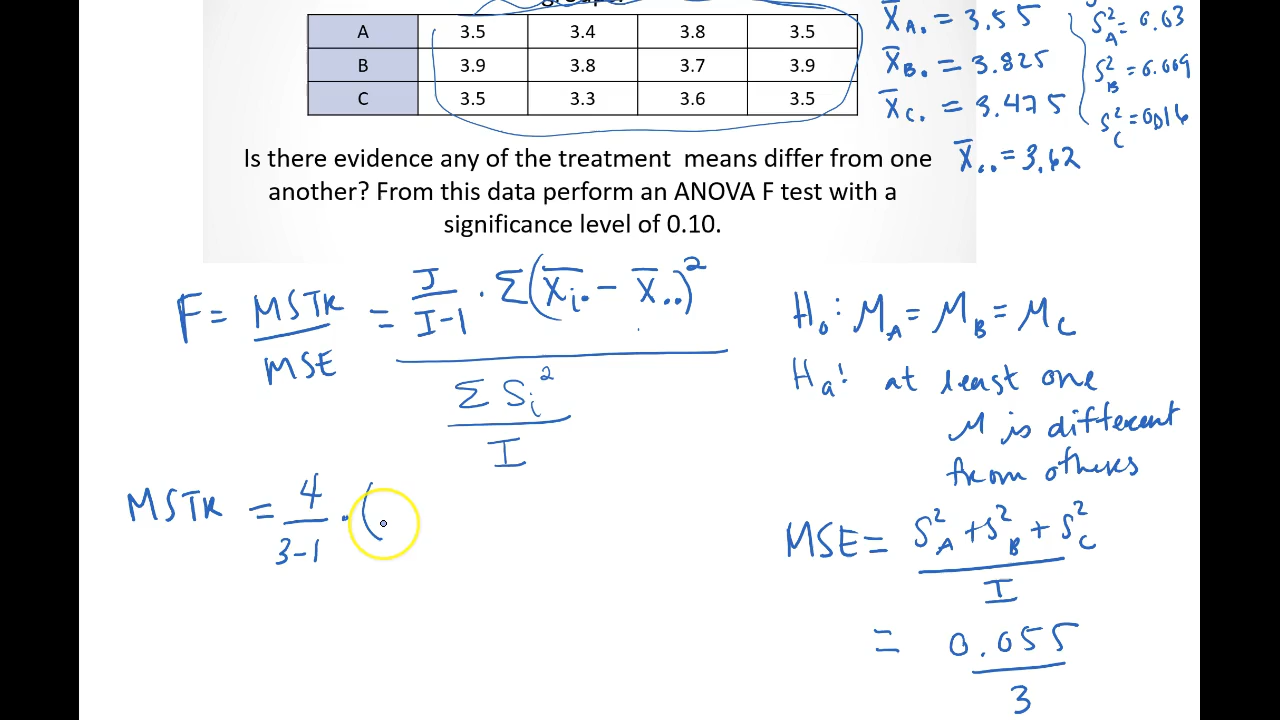 A 3.5 3.4 3.8 3.5
B 3.9 3.8 3.7 3.9
C 3.5 3.3 3.6 3.5
X̄A. = 3.55
X̄B. = 3.825
X̄C. = 3.475
X̄.. = 3.62
S²A = 0.03
S²B = 0.009
S²C = 0.016
Is there evidence any of the treatment means differ from one
another? From this data perform an ANOVA F test with a
significance level of 0.10.
F = MSTR / MSE = J/(I-1) · Σ(X̄i. - X̄..)² / (ΣSi² / I)
H₀: μA = μB = μC
Ha: at least one
μ is different
from others
MSTR = 4/(3-1) · (
MSE = S²A + S²B + S²C / I
= 0.055 / 3